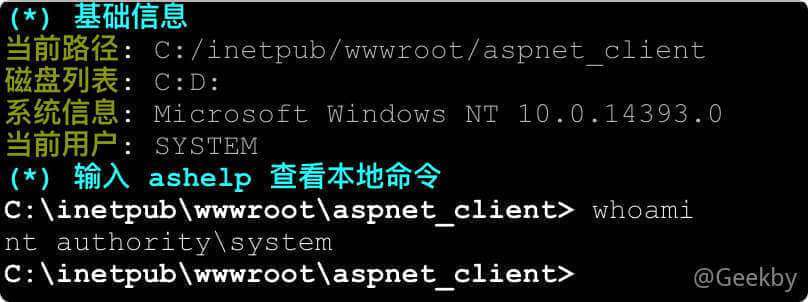 (*) 基础信息
当前路径: C:/inetpub/wwwroot/aspnet_client
磁盘列表: C:D:
系统信息: Microsoft Windows NT 10.0.14393.0
当前用户: SYSTEM
(*) 输入 ashelp 查看本地命令
C:\inetpub\wwwroot\aspnet_client> whoami
nt authority\system
C:\inetpub\wwwroot\aspnet_client>
@Geekby